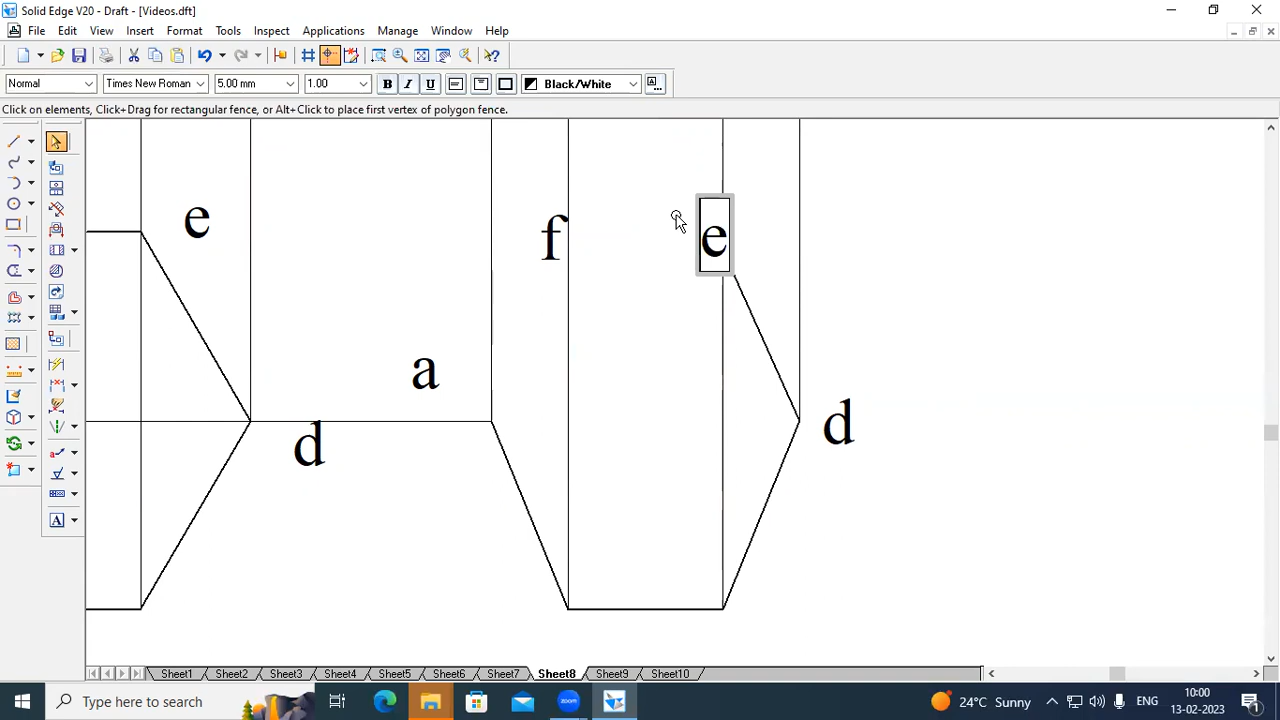 Solid Edge V20 - Draft - [Videos.dft]
File Edit View Insert Format Tools Inspect Applications Manage Window Help
Normal Times New Roman 5.00 mm 1.00 B I U Black/White
Click on elements, Click+Drag for rectangular fence, or Alt+Click to place first vertex of polygon fence.
e
f
e
a
d
d
A
Sheet1 Sheet2 Sheet3 Sheet4 Sheet5 Sheet6 Sheet7 Sheet8 Sheet9 Sheet10
Type here to search
zoom
24°C Sunny
ENG
10:00
13-02-2023
1